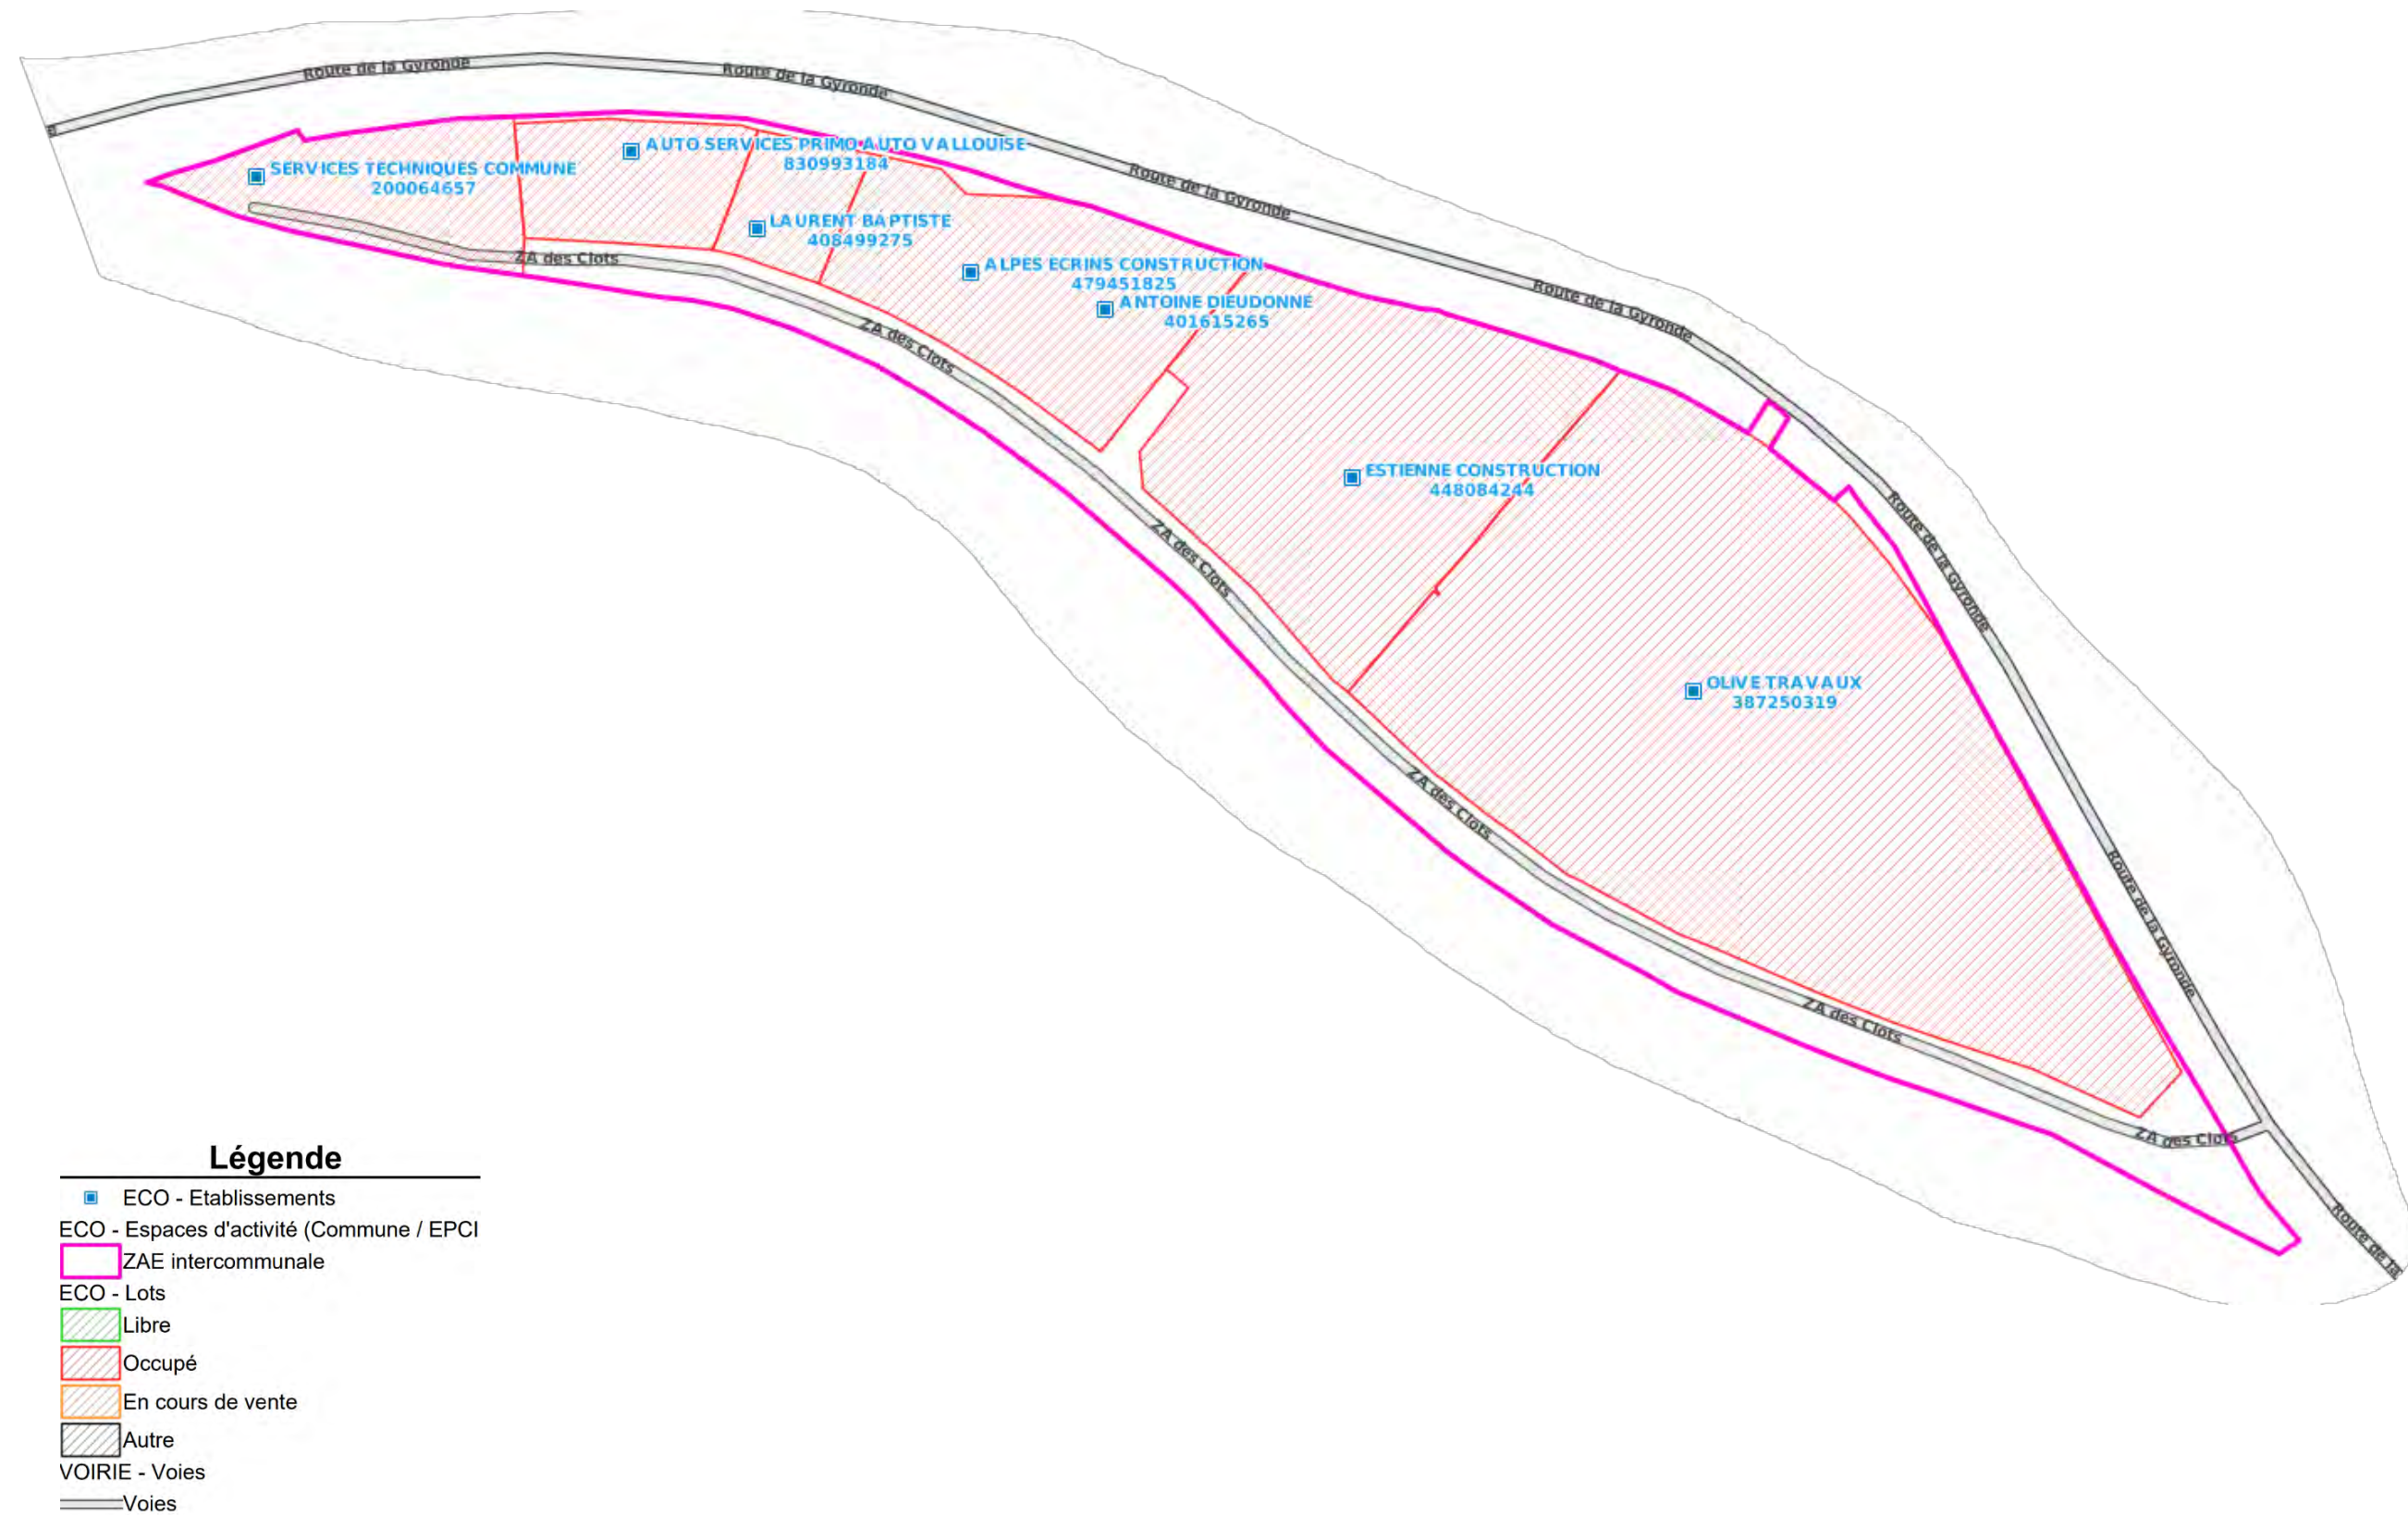 Route de la Gyronde
Route de la Gyronde
AUTO SERVICES PRIMO AUTO VALLOUISE
830993184
SERVICES TECHNIQUES COMMUNE
200064657
Route de la Gyronde
LAURENT BAPTISTE
408499275
ZA des Clots
ALPES ECRINS CONSTRUCTION
479451825
ANTOINE DIEUDONNE
401615265
Route de la Gyronde
ZA des Clots
ESTIENNE CONSTRUCTION
448084244
Route de la Gyronde
ZA des Clots
OLIVE TRAVAUX
387250319
ZA des Clots
Route de la Gyronde
ZA des Clots
ZA des Clots
Route de la
Légende
ECO - Etablissements
ECO - Espaces d'activité (Commune / EPCI
ZAE intercommunale
ECO - Lots
Libre
Occupé
En cours de vente
Autre
VOIRIE - Voies
Voies